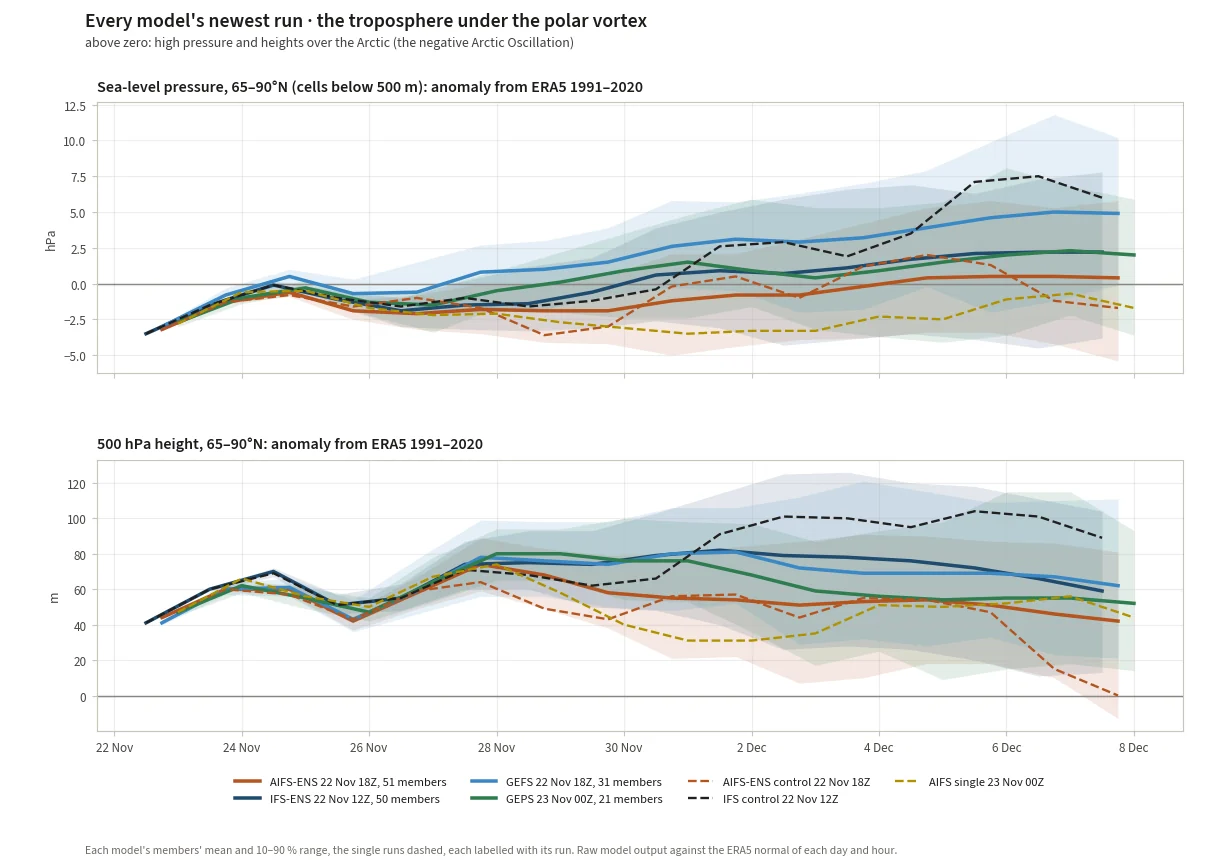 Every model's newest run · the troposphere under the polar vortex
above zero: high pressure and heights over the Arctic (the negative Arctic Oscillation)
Sea-level pressure, 65–90°N (cells below 500 m): anomaly from ERA5 1991–2020
12.5
10.0
7.5
5.0
2.5
0.0
−2.5
−5.0
hPa
500 hPa height, 65–90°N: anomaly from ERA5 1991–2020
120
100
80
60
40
20
0
m
22 Nov 24 Nov 26 Nov 28 Nov 30 Nov 2 Dec 4 Dec 6 Dec 8 Dec
AIFS-ENS 22 Nov 18Z, 51 members GEFS 22 Nov 18Z, 31 members AIFS-ENS control 22 Nov 18Z AIFS single 23 Nov 00Z
IFS-ENS 22 Nov 12Z, 50 members GEPS 23 Nov 00Z, 21 members IFS control 22 Nov 12Z
Each model's members' mean and 10–90 % range, the single runs dashed, each labelled with its run. Raw model output against the ERA5 normal of each day and hour.